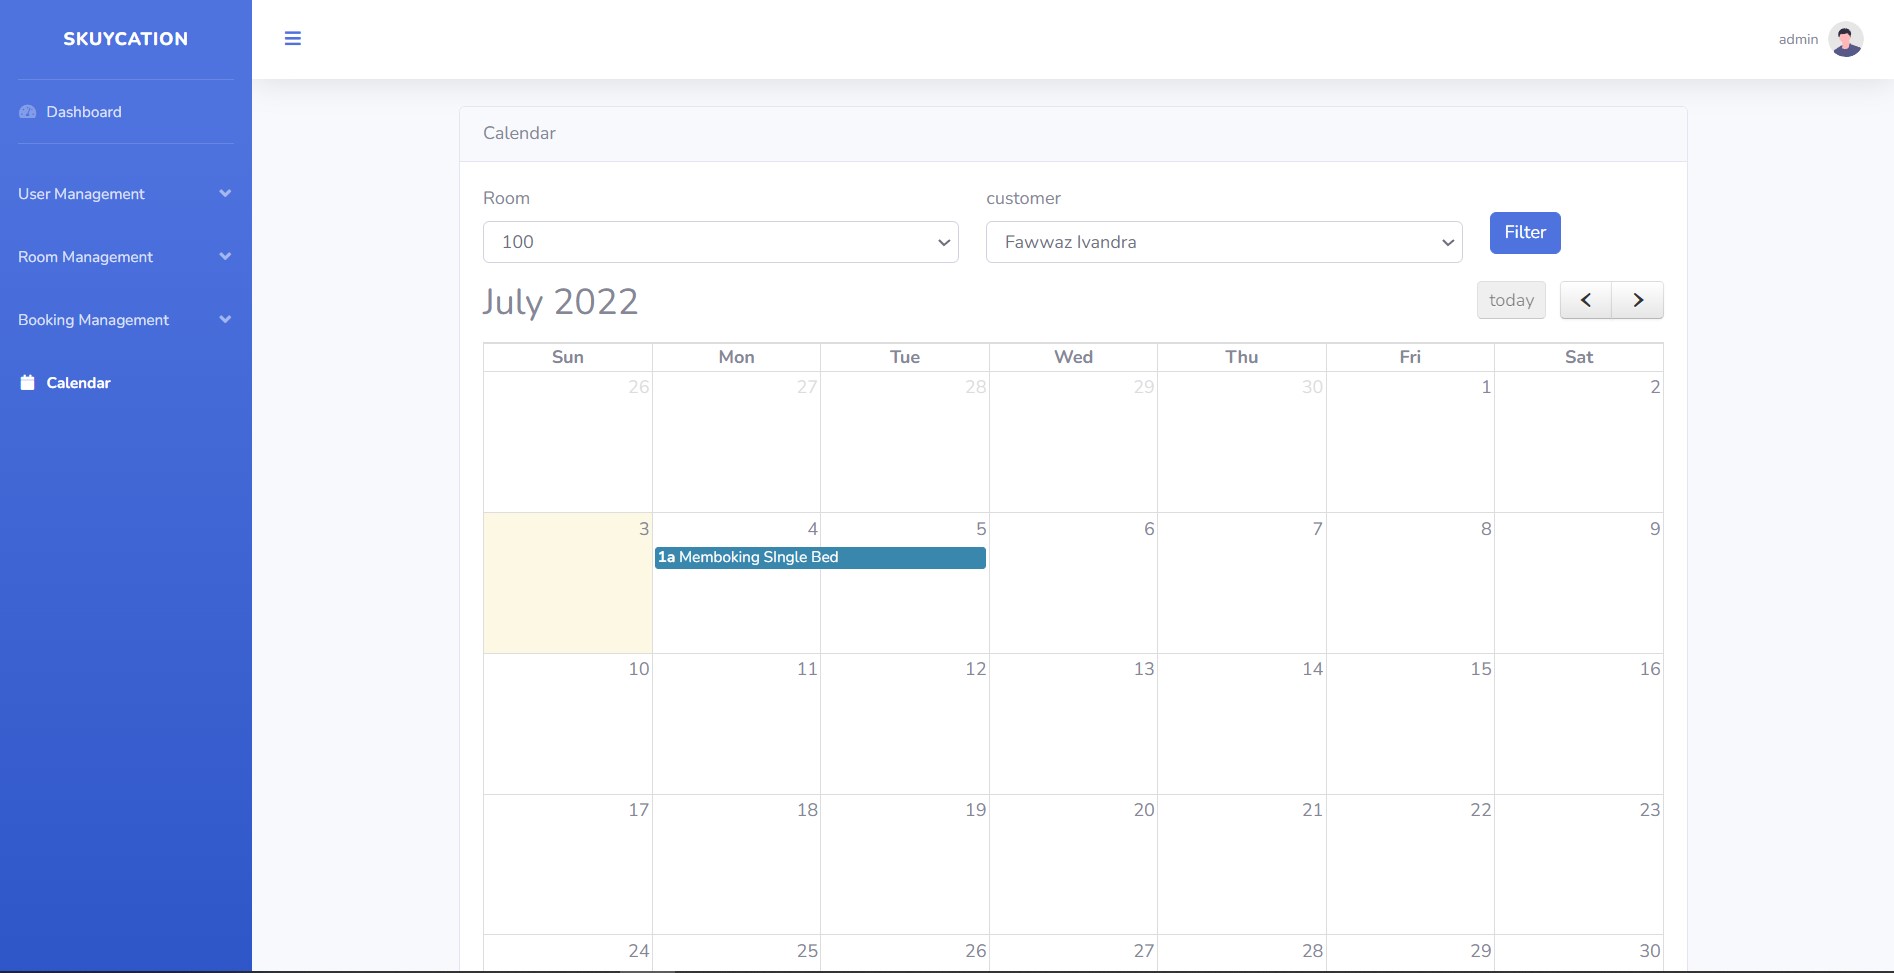 SKUYCATION
admin
Dashboard
User Management
Room Management
Booking Management
Calendar
Calendar
Room
customer
100
Fawwaz Ivandra
Filter
July 2022
today
Sun Mon Tue Wed Thu Fri Sat
26 27 28 29 30 1 2
3 4 5 6 7 8 9
1a Memboking SIngle Bed
10 11 12 13 14 15 16
17 18 19 20 21 22 23
24 25 26 27 28 29 30